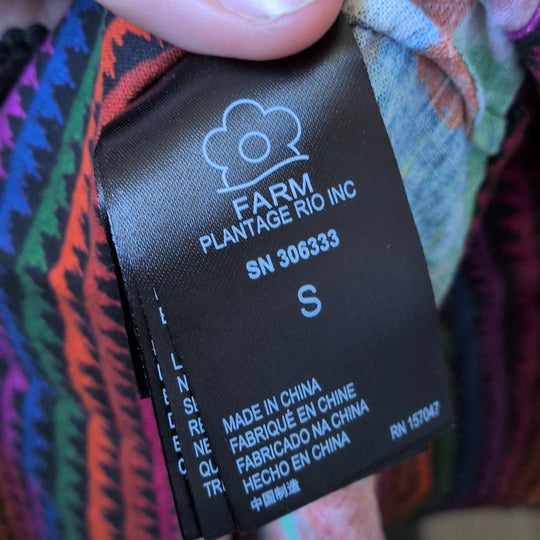 FARM
PLANTAGE RIO INC
SN 306333
S
MADE IN CHINA
FABRIQUÉ EN CHINE
FABRICADO NA CHINA
HECHO EN CHINA
中国制造
RN 157047